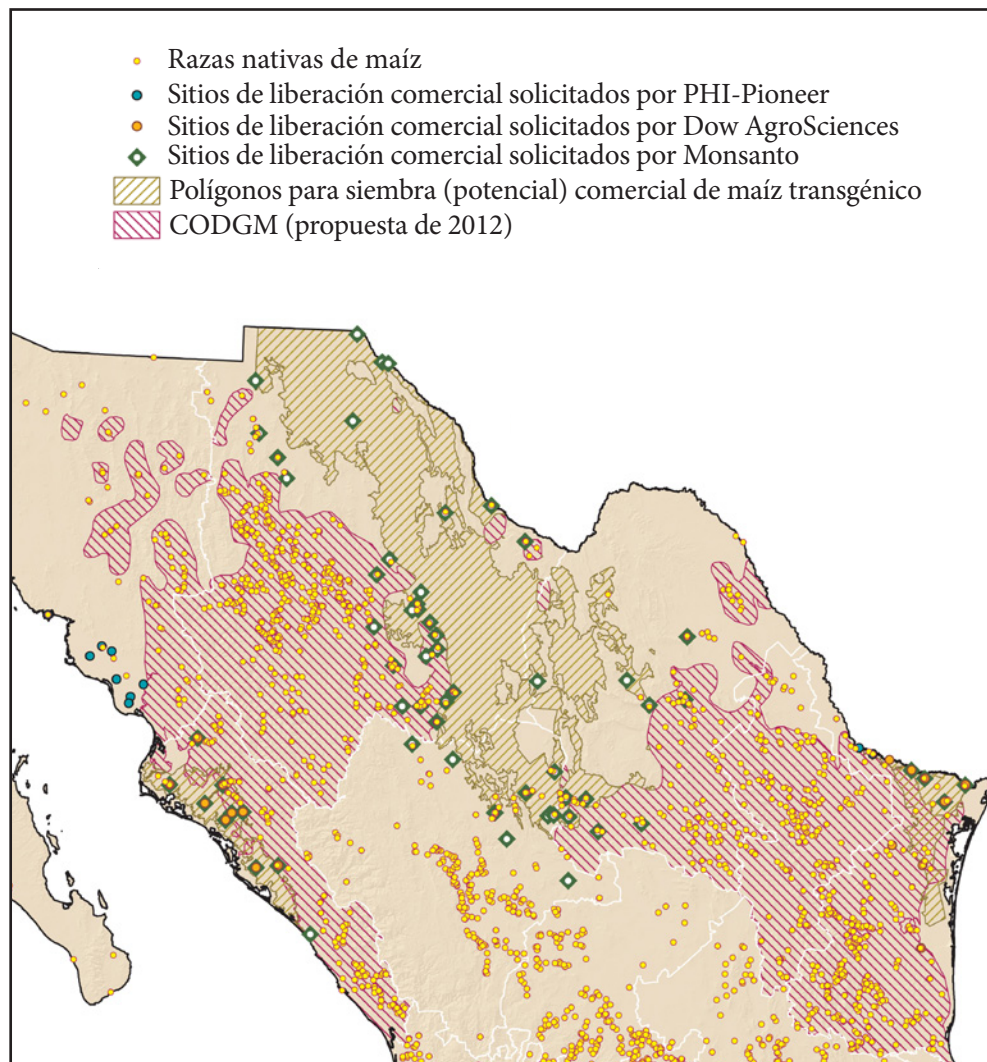 Razas nativas de maíz
Sitios de liberación comercial solicitados por PHI-Pioneer
Sitios de liberación comercial solicitados por Dow AgroSciences
Sitios de liberación comercial solicitados por Monsanto
Polígonos para siembra (potencial) comercial de maíz transgénico
CODGM (propuesta de 2012)